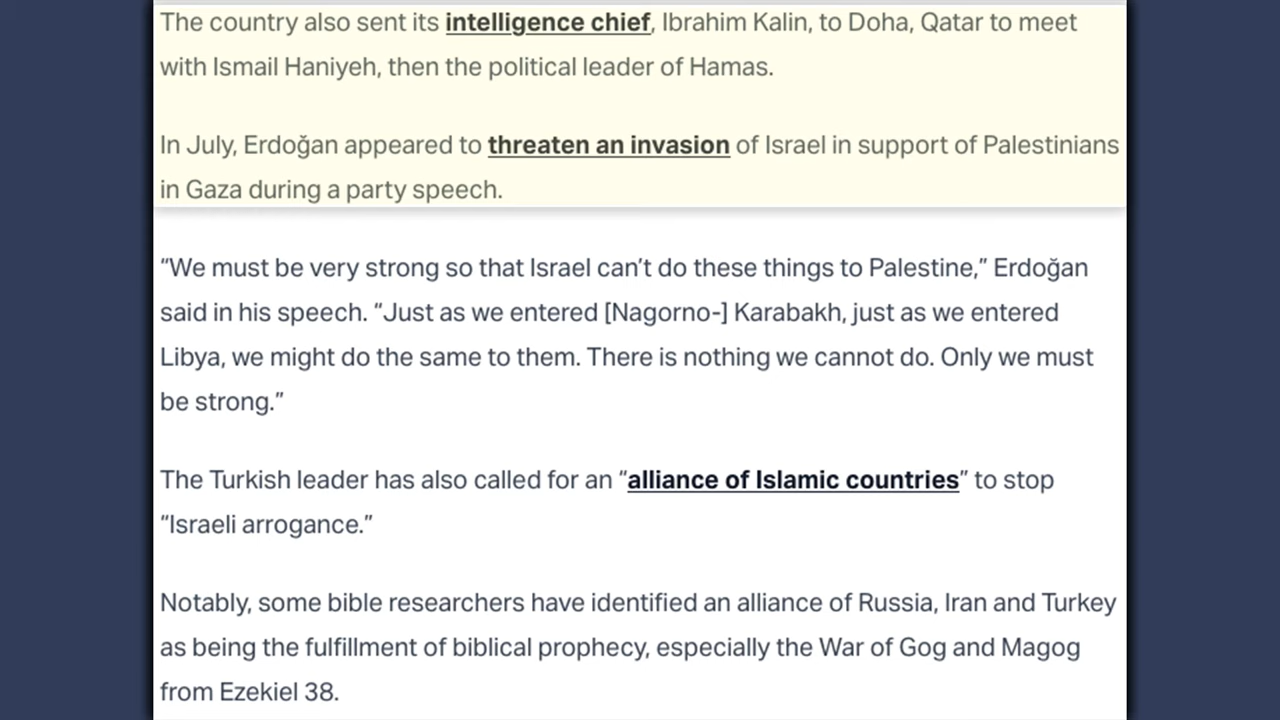 The country also sent its intelligence chief, Ibrahim Kalin, to Doha, Qatar to meet
with Ismail Haniyeh, then the political leader of Hamas.
In July, Erdoğan appeared to threaten an invasion of Israel in support of Palestinians
in Gaza during a party speech.
“We must be very strong so that Israel can’t do these things to Palestine,” Erdoğan
said in his speech. “Just as we entered [Nagorno-] Karabakh, just as we entered
Libya, we might do the same to them. There is nothing we cannot do. Only we must
be strong.”
The Turkish leader has also called for an “alliance of Islamic countries” to stop
“Israeli arrogance.”
Notably, some bible researchers have identified an alliance of Russia, Iran and Turkey
as being the fulfillment of biblical prophecy, especially the War of Gog and Magog
from Ezekiel 38.